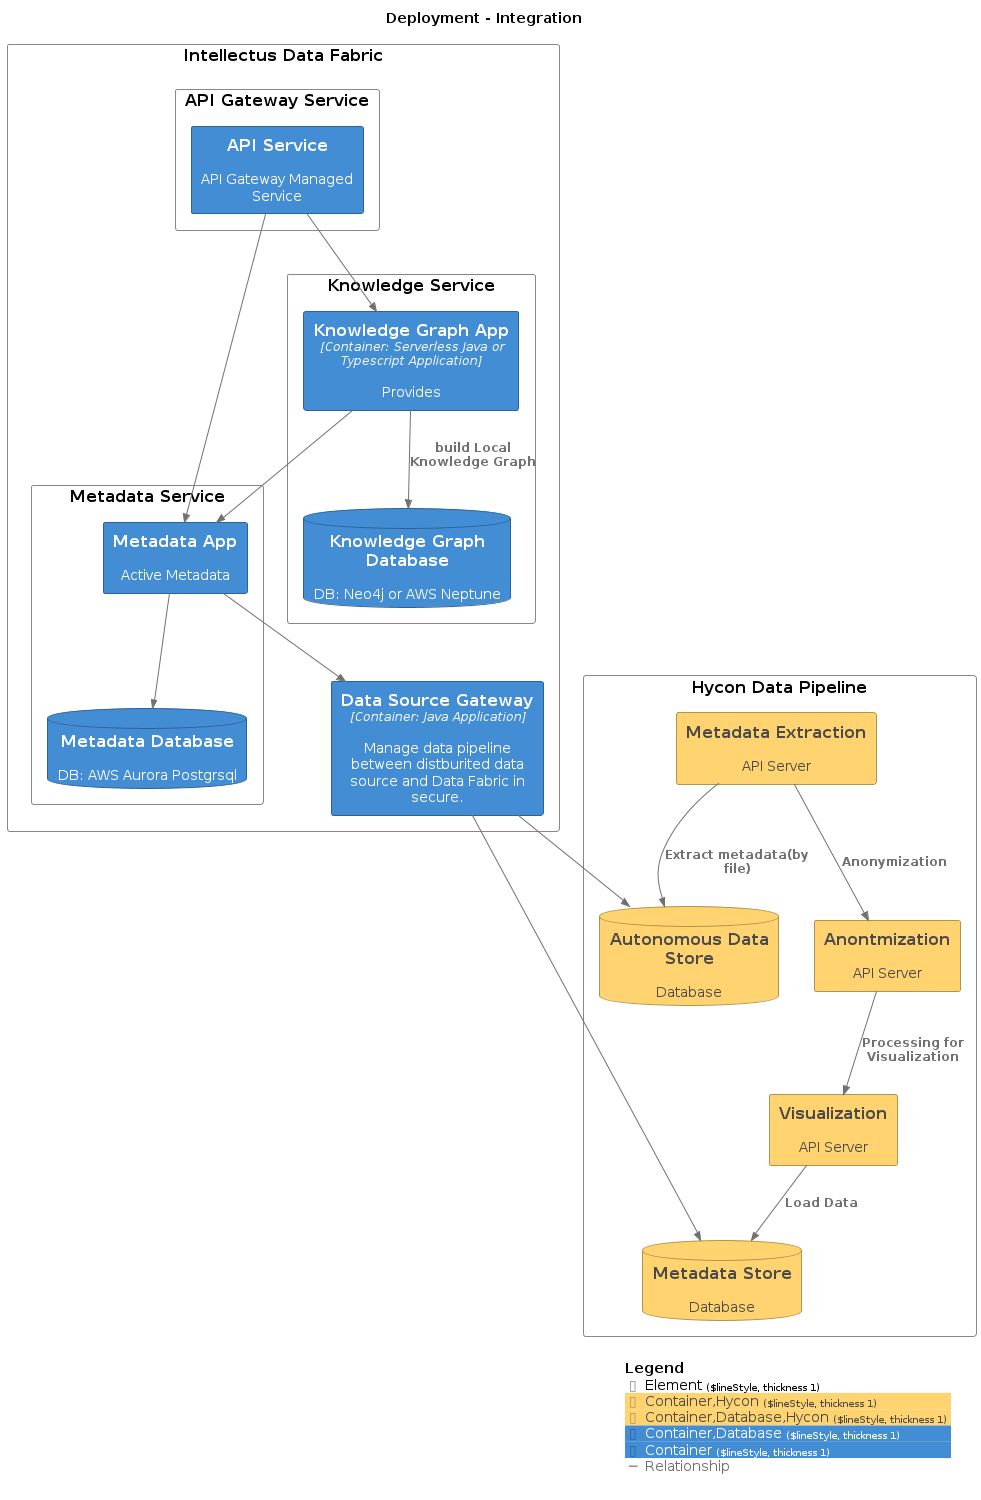 Deployment - Integration
Intellectus Data Fabric
API Gateway Service
API Service
API Gateway Managed
Service
Knowledge Service
Knowledge Graph App
[Container: Serverless Java or
Typescript Application]
Provides
build Local
Knowledge Graph
Metadata Service
Metadata App
Active Metadata
Knowledge Graph
Database
DB: Neo4j or AWS Neptune
Metadata Database
DB: AWS Aurora Postgrsql
Data Source Gateway
[Container: Java Application]
Manage data pipeline
between distburited data
source and Data Fabric in
secure.
Hycon Data Pipeline
Metadata Extraction
API Server
Extract metadata(by
file)
Anonymization
Autonomous Data
Store
Database
Anontmization
API Server
Processing for
Visualization
Visualization
API Server
Load Data
Metadata Store
Database
Legend
Element ($lineStyle, thickness 1)
Container,Hycon ($lineStyle, thickness 1)
Container,Database,Hycon ($lineStyle, thickness 1)
Container,Database ($lineStyle, thickness 1)
Container ($lineStyle, thickness 1)
Relationship